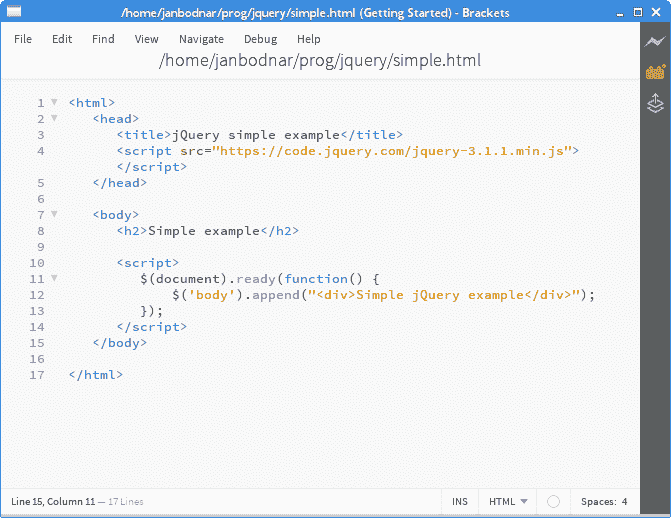 /home/janbodnar/prog/jquery/simple.html (Getting Started) - Brackets
File Edit Find View Navigate Debug Help
/home/janbodnar/prog/jquery/simple.html
1 <html>
2 <head>
3 <title>jQuery simple example</title>
4 <script src="https://code.jquery.com/jquery-3.1.1.min.js">
</script>
5 </head>
6
7 <body>
8 <h2>Simple example</h2>
9
10 <script>
11 $(document).ready(function() {
12 $('body').append("<div>Simple jQuery example</div>");
13 });
14 </script>
15 </body>
16
17 </html>
Line 15, Column 11 — 17 Lines INS HTML Spaces: 4